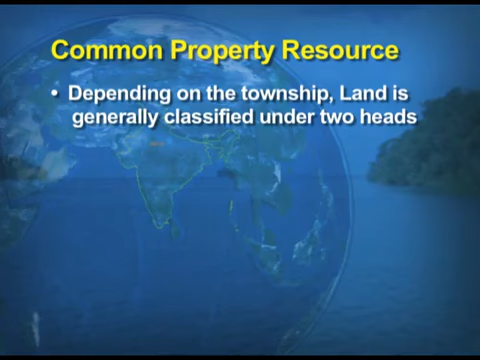 Common Property Resource
• Depending on the township, Land is
generally classified under two heads